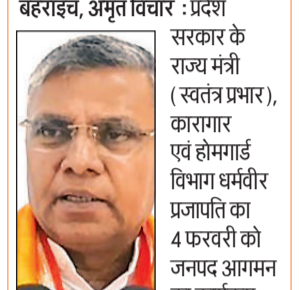 बहराइच, अमृत विचार : प्रदेश
सरकार के
राज्य मंत्री
( स्वतंत्र प्रभार ),
कारागार
एवं होमगार्ड
विभाग धर्मवीर
प्रजापति का
4 फरवरी को
जनपद आगमन